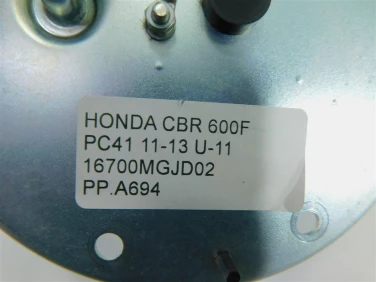 HONDA CBR 600F
PC41 11-13 U-11
16700MGJD02
PP.A694